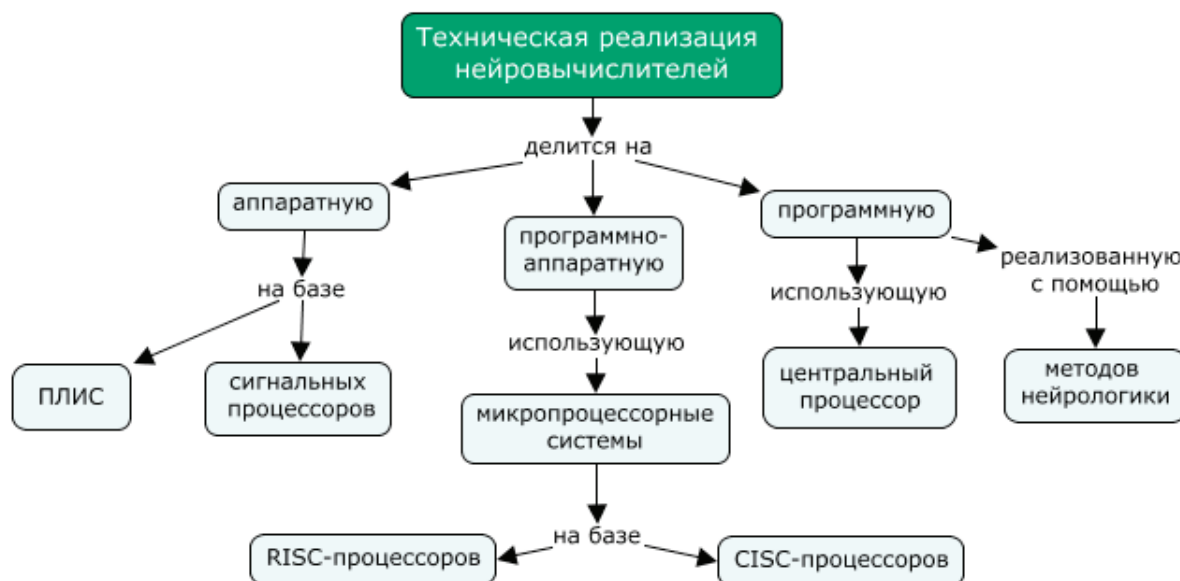 Техническая реализация
нейровычислителей
делится на
аппаратную
программно-
аппаратную
программную
на базе
использующую
использующую
реализованную
с помощью
ПЛИС
сигнальных
процессоров
микропроцессорные
системы
центральный
процессор
методов
нейрологики
на базе
RISC-процессоров
CISC-процессоров